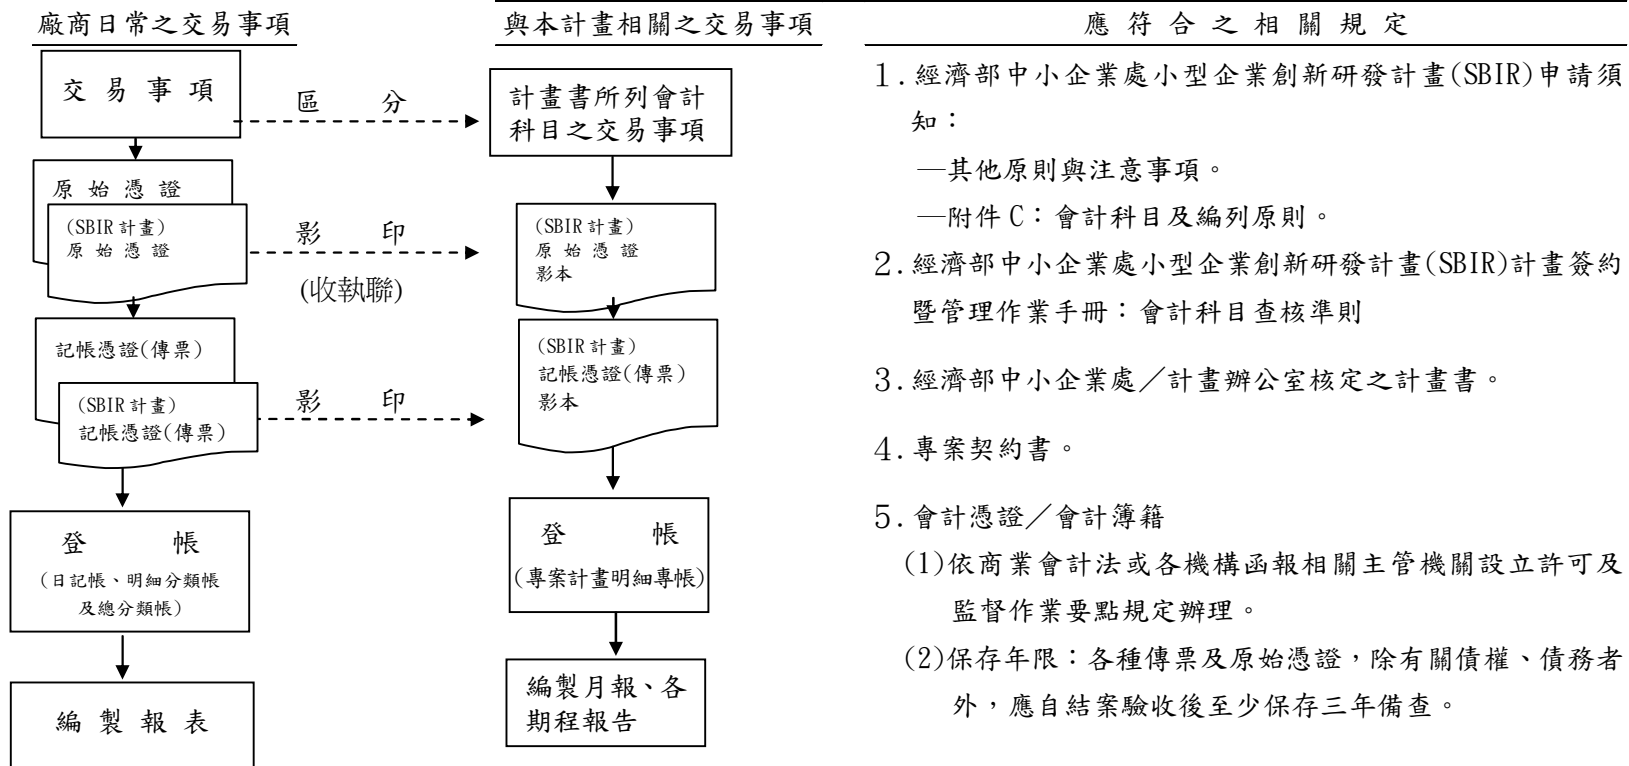 廠商日常之交易事項
交易事項
原始憑證
(SBIR計畫)
原始憑證
記帳憑證(傳票)
(SBIR計畫)
記帳憑證(傳票)
登帳
(日記帳、明細分類帳
及總分類帳)
編製報表
區分
影印
(收執聯)
影印
與本計畫相關之交易事項
計畫書所列會計
科目之交易事項
(SBIR計畫)
原始憑證
影本
(SBIR計畫)
記帳憑證(傳票)
影本
登帳
(專案計畫明細專帳)
編製月報、各
期程報告
應符合之相關規定
1.經濟部中小企業處小型企業創新研發計畫(SBIR)申請須
知：
—其他原則與注意事項。
—附件C：會計科目及編列原則。
2.經濟部中小企業處小型企業創新研發計畫(SBIR)計畫簽約
暨管理作業手冊：會計科目查核準則
3.經濟部中小企業處／計畫辦公室核定之計畫書。
4.專案契約書。
5.會計憑證／會計簿籍
(1)依商業會計法或各機構函報相關主管機關設立許可及
監督作業要點規定辦理。
(2)保存年限：各種傳票及原始憑證，除有關債權、債務者
外，應自結案驗收後至少保存三年備查。